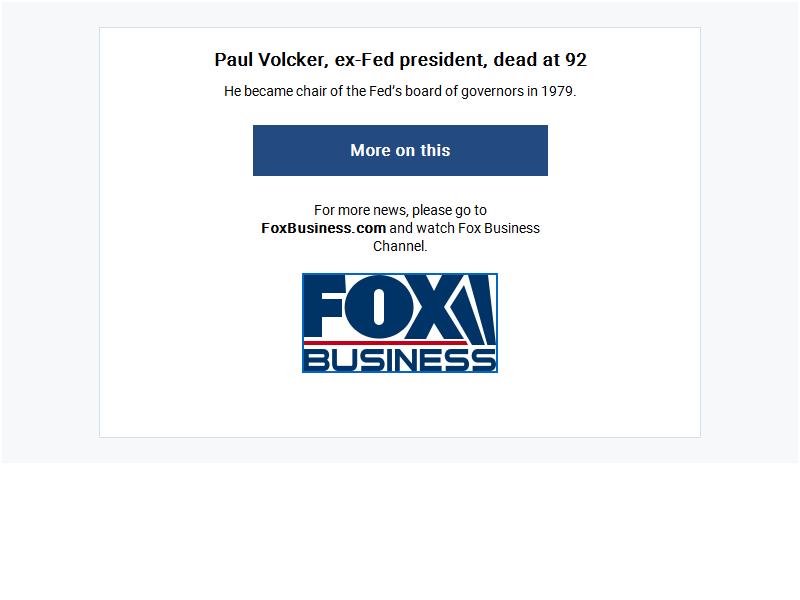 Paul Volcker, ex-Fed president, dead at 92
He became chair of the Fed’s board of governors in 1979.
More on this
For more news, please go to
FoxBusiness.com and watch Fox Business
Channel.
FOX
BUSINESS